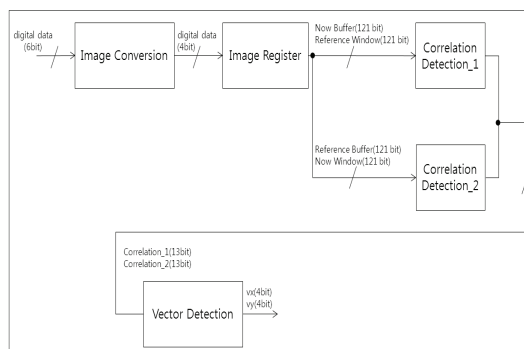 digital data
(6bit)
Image Conversion
digital data
(4bit)
Image Register
Now Buffer(121 bit)
Reference Window(121 bit)
Correlation
Detection_1
Reference Buffer(121 bit)
Now Window(121 bit)
Correlation
Detection_2
Correlation_1(13bit)
Correlation_2(13bit)
Vector Detection
vx(4bit)
vy(4bit)